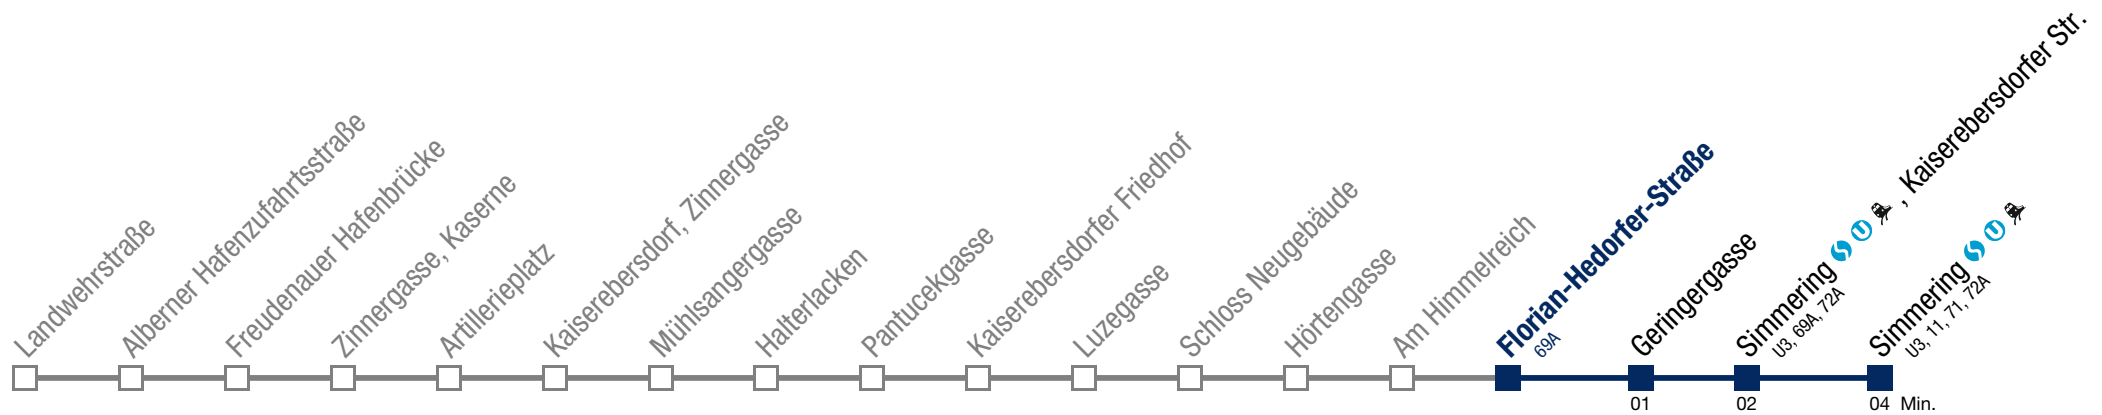 Landwehrstraße
Alberner Hafenzufahrtsstraße
Freudenauer Hafenbrücke
Zinnergasse, Kaserne
Artillerieplatz
Kaiserebersdorf, Zinnergasse
Mühlsangergasse
Halterlacken
Pantucekgasse
Kaiserebersdorfer Friedhof
Luzegasse
Schloss Neugebäude
Hörtengasse
Am Himmelreich
Florian-Hedorfer-Straße
69A
Geringergasse
Simmering S U , Kaiserebersdorfer Str.
U3, 69A, 72A
Simmering S U
U3, 11, 71, 72A
01 02 04 Min.